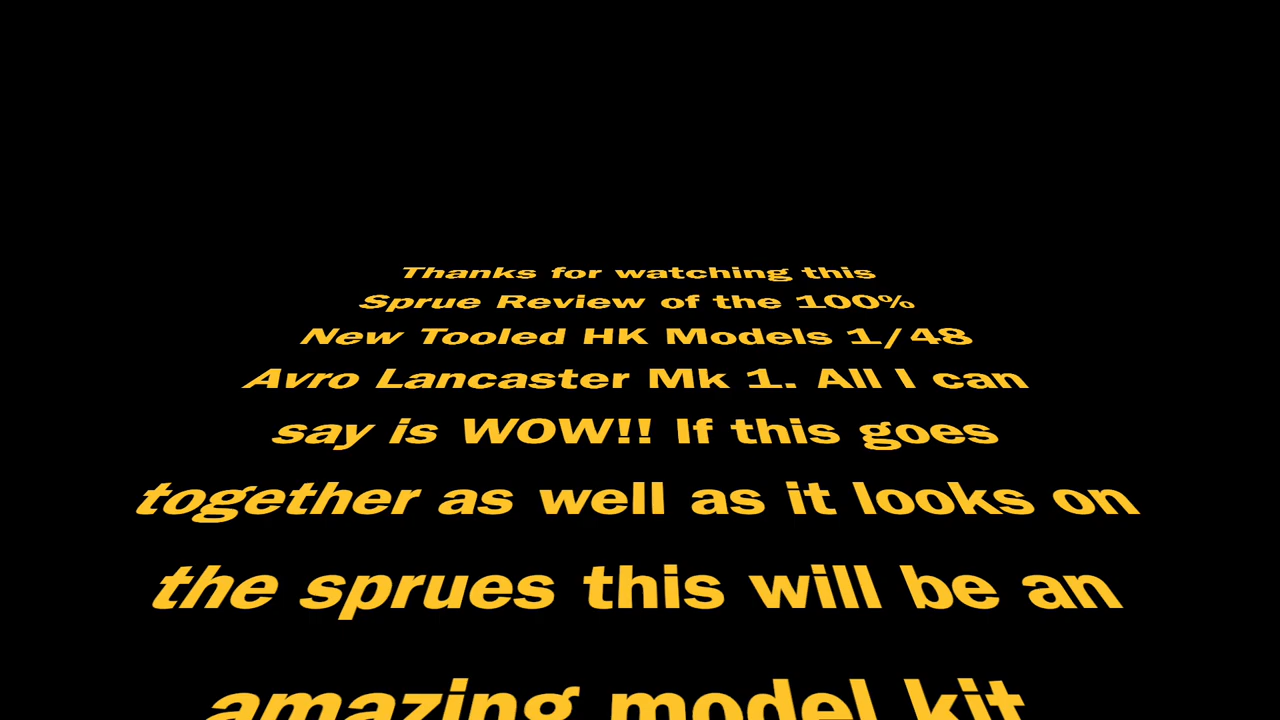 Thanks for watching this
Sprue Review of the 100%
New Tooled HK Models 1/48
Avro Lancaster Mk 1. All I can
say is WOW!! If this goes
together as well as it looks on
the sprues this will be an
amazing model kit